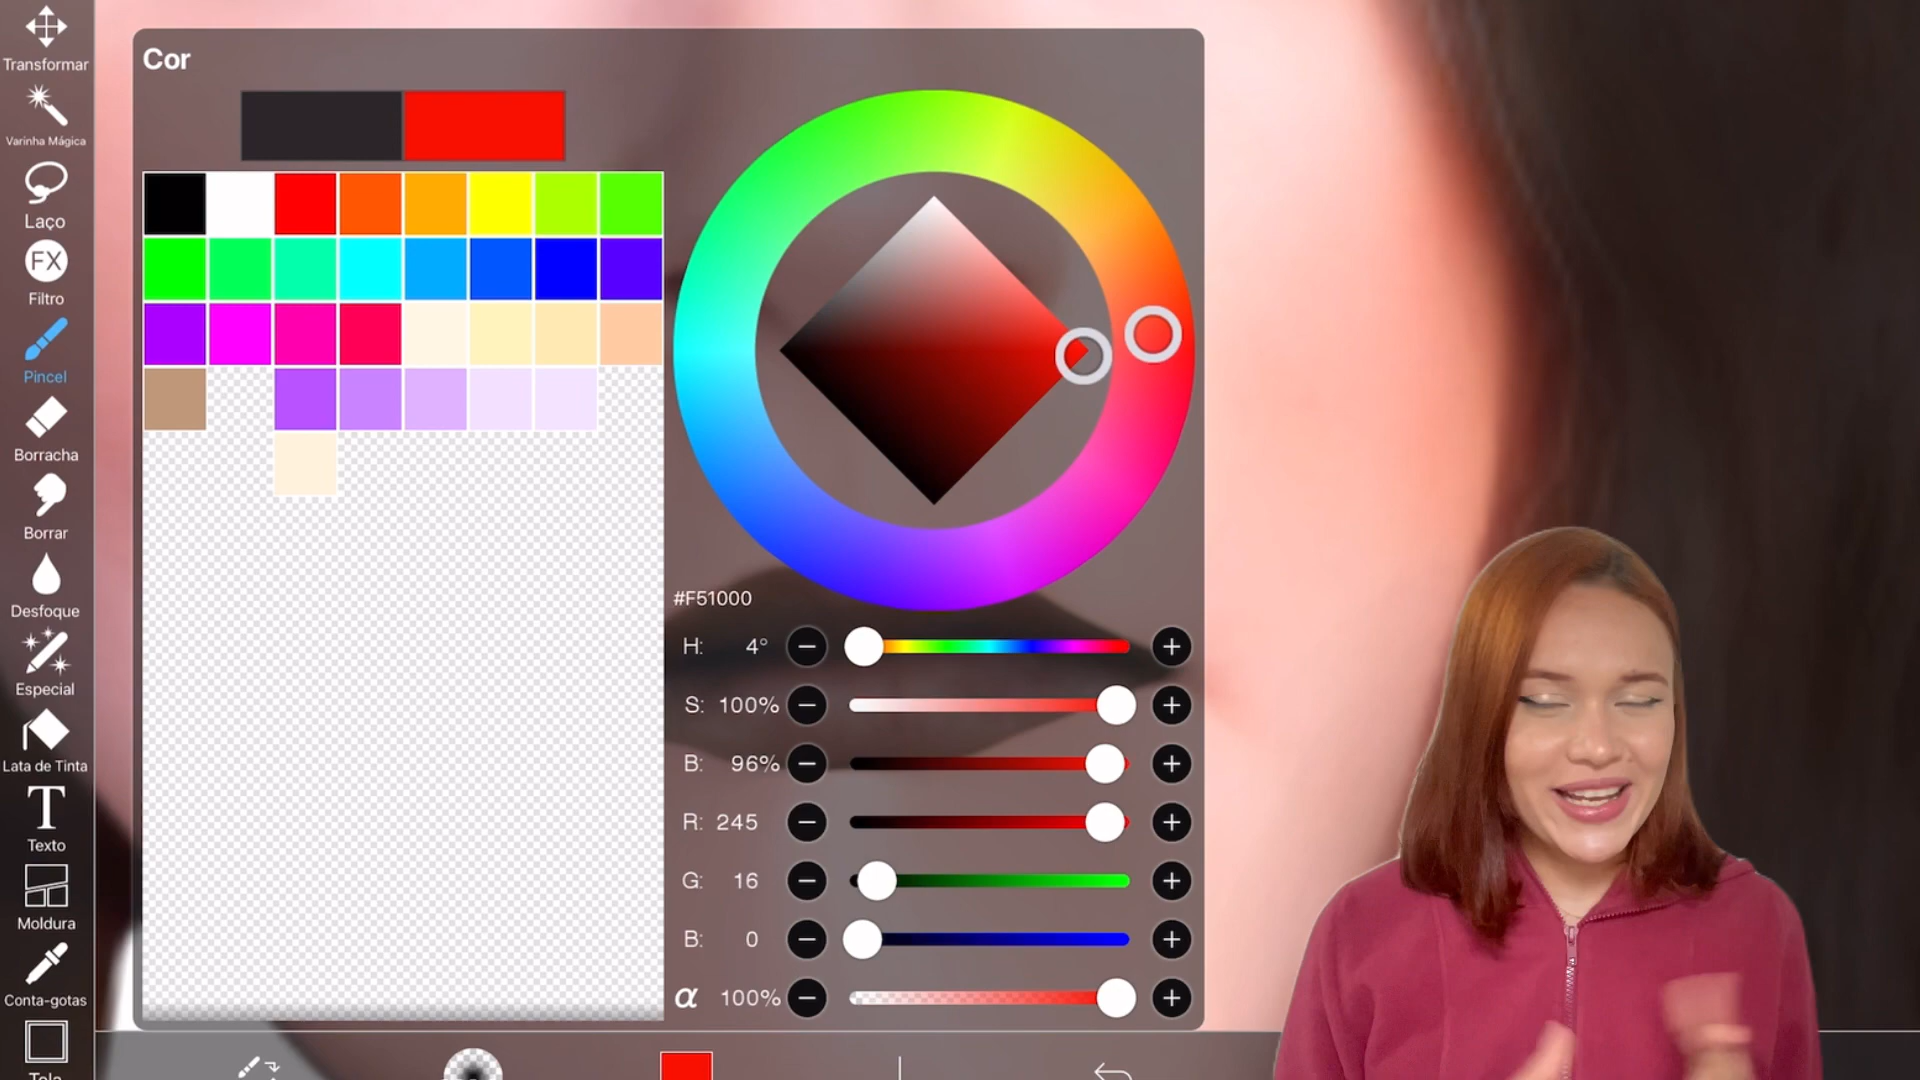 Transformar
Varinha Mágica
Laço
FX
Filtro
Pincel
Borracha
Borrar
Desfoque
Especial
Lata de Tinta
T
Texto
Moldura
Conta-gotas
Tela
Cor
#F51000
H: 4°
S: 100%
B: 96%
R: 245
G: 16
B: 0
α 100%